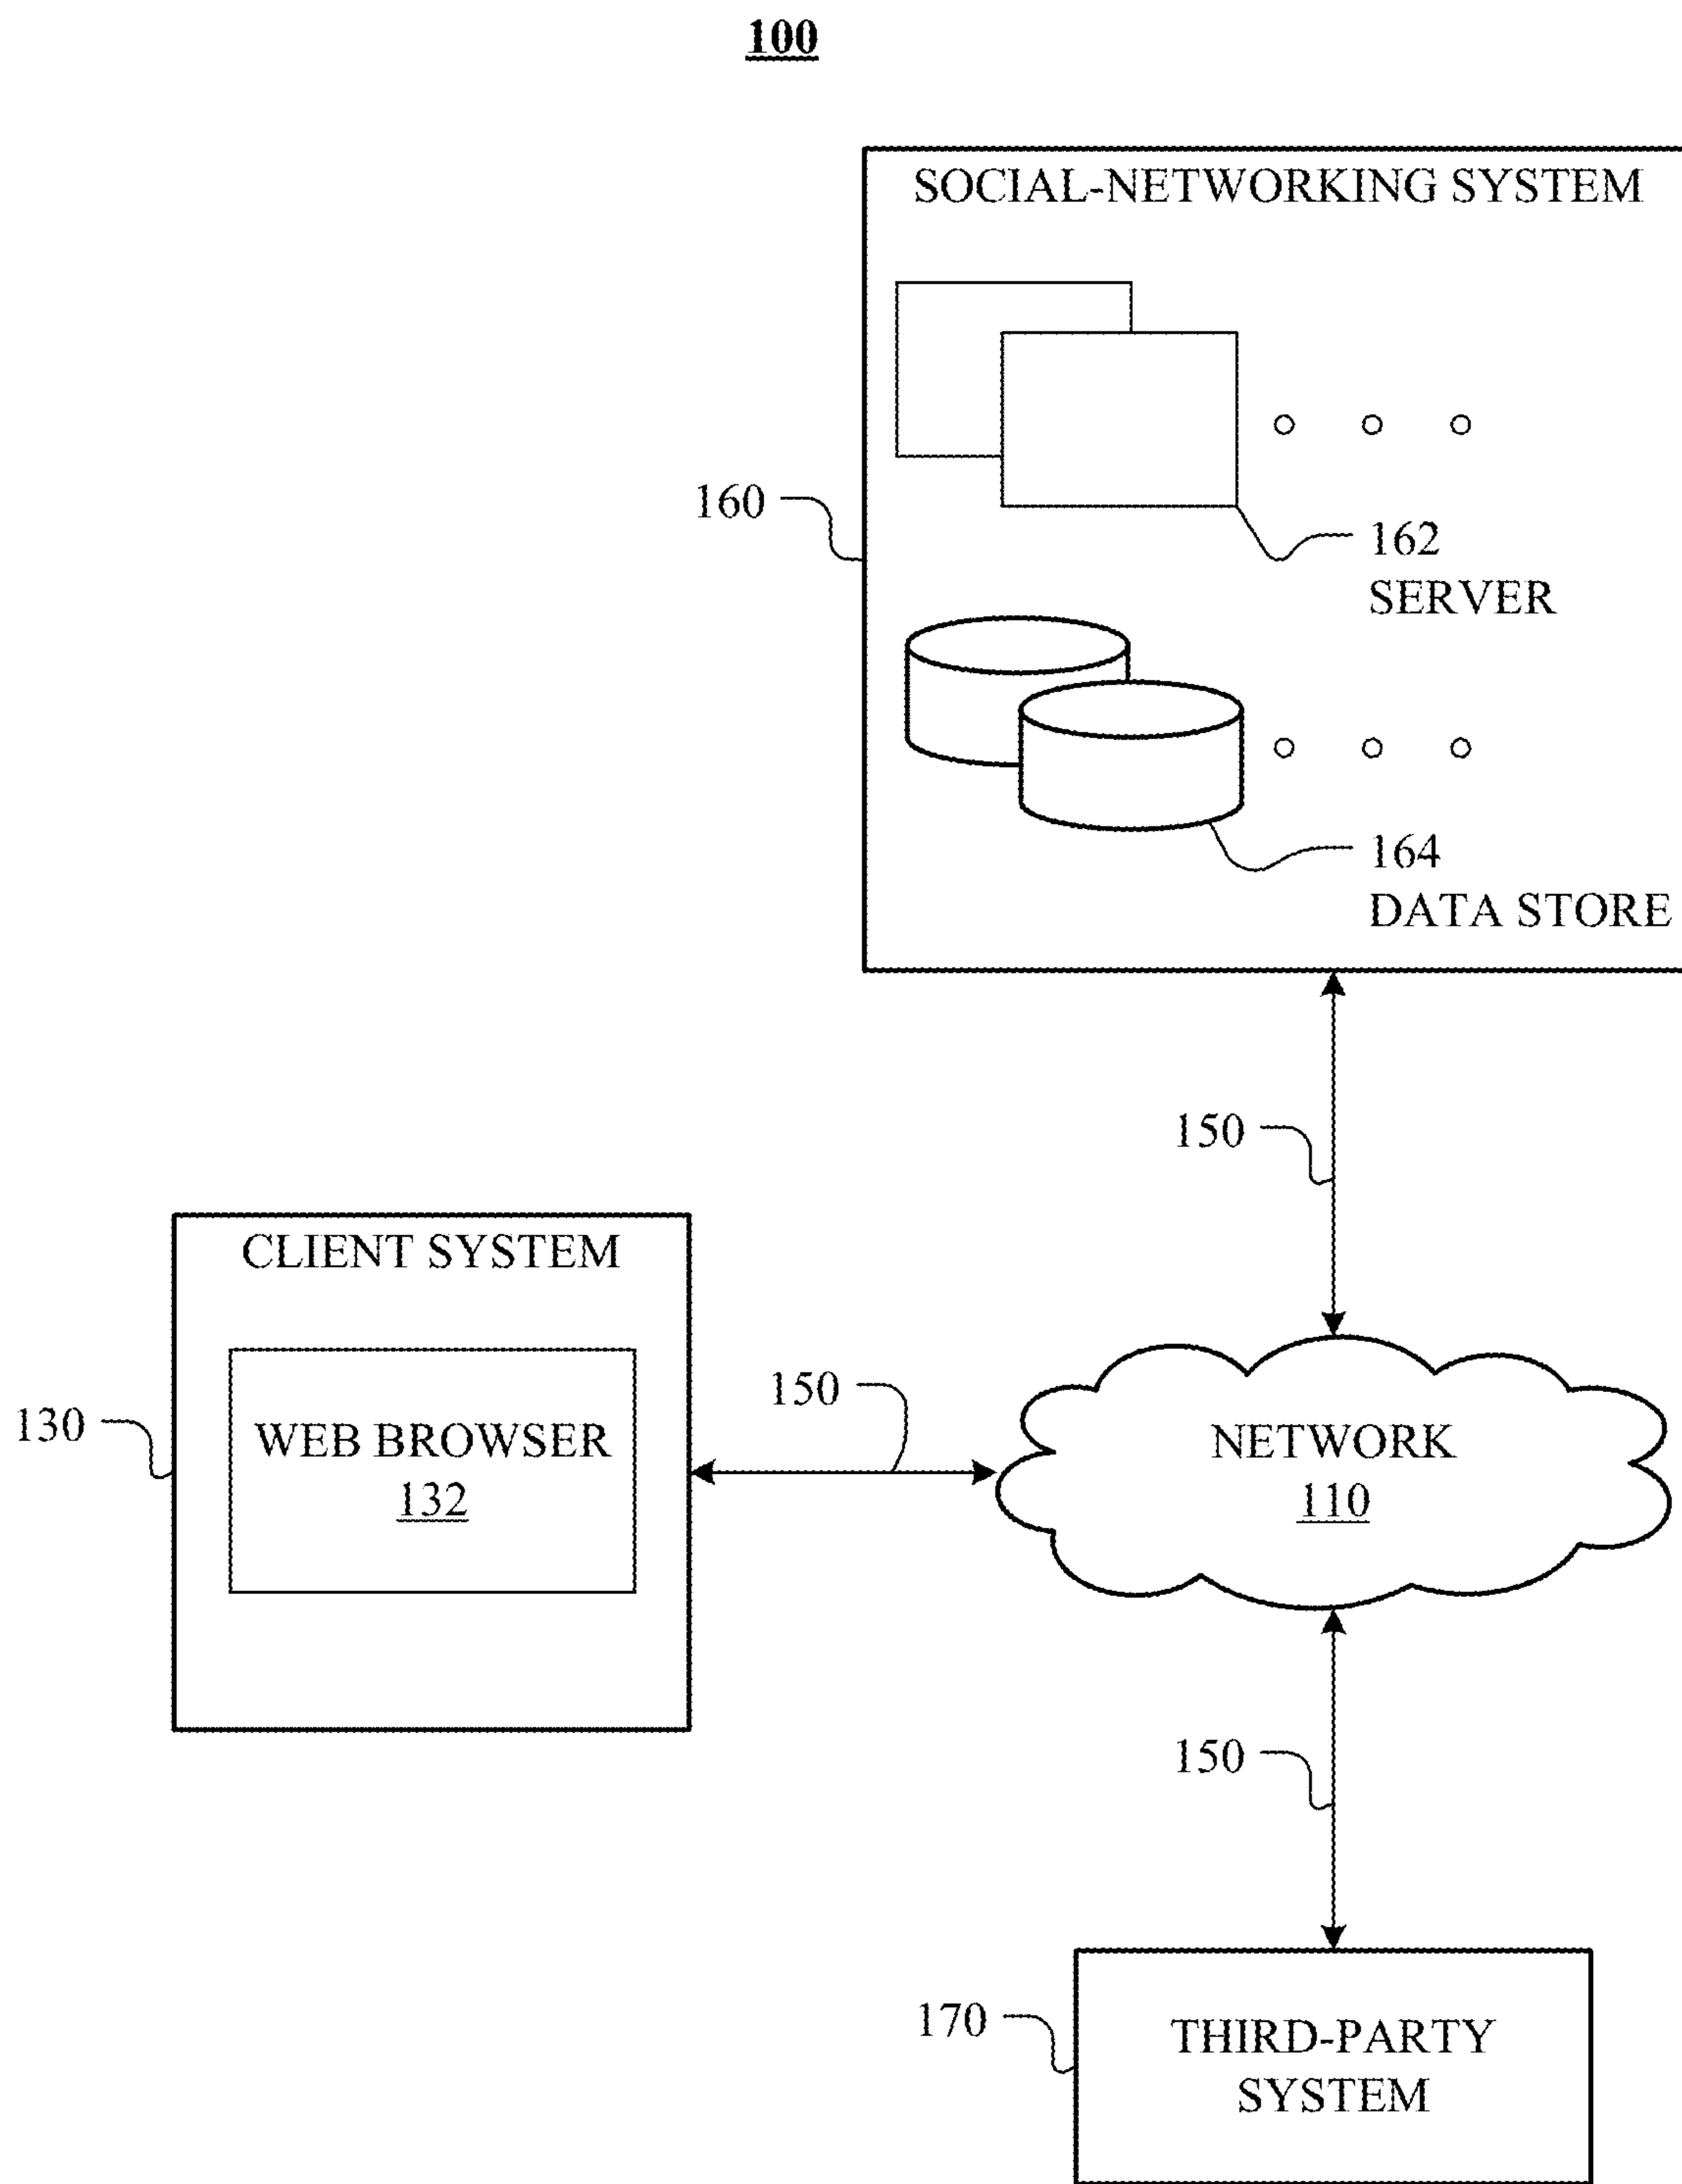 100
SOCIAL-NETWORKING SYSTEM
160
162
SERVER
164
DATA STORE
150
CLIENT SYSTEM
130
WEB BROWSER
132
150
NETWORK
110
150
170
THIRD-PARTY
SYSTEM